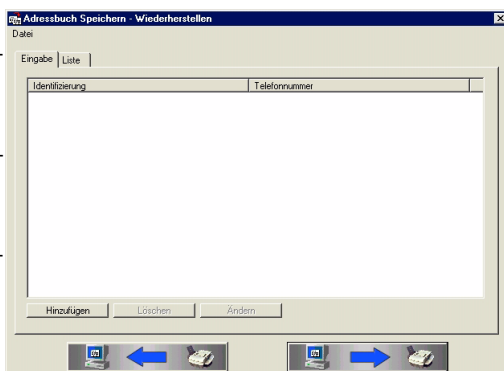 Adressbuch Speichern - Wiederherstellen
Datei
Eingabe Liste
Identifizierung Telefonnummer
Hinzufügen Löschen Ändern